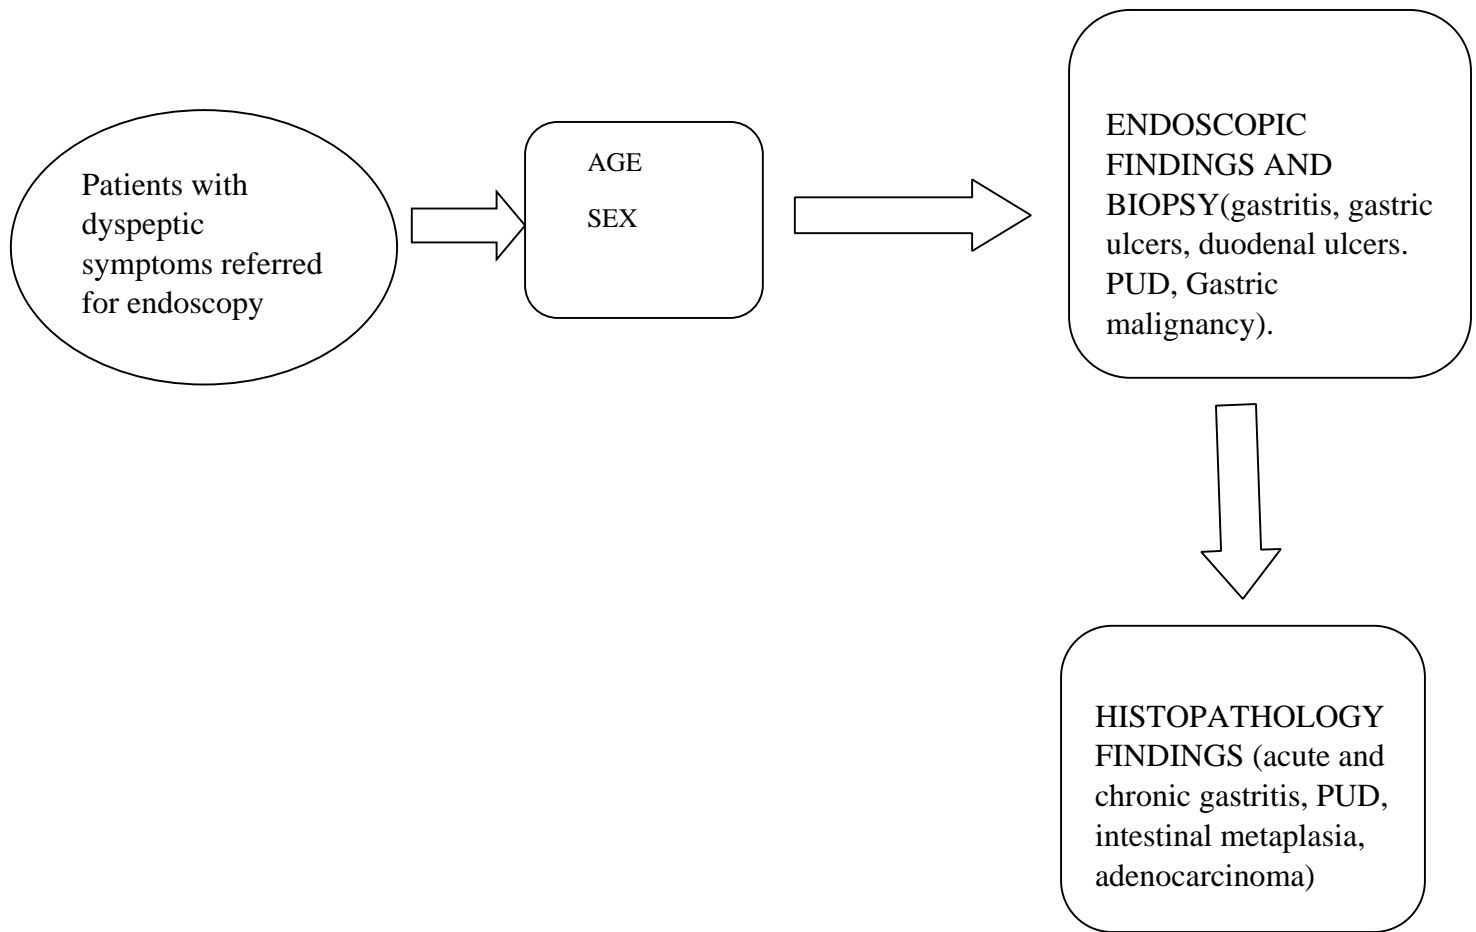 Patients with
dyspeptic
symptoms referred
for endoscopy
AGE
SEX
ENDOSCOPIC
FINDINGS AND
BIOPSY(gastritis, gastric
ulcers, duodenal ulcers.
PUD, Gastric
malignancy).
HISTOPATHOLOGY
FINDINGS (acute and
chronic gastritis, PUD,
intestinal metaplasia,
adenocarcinoma)